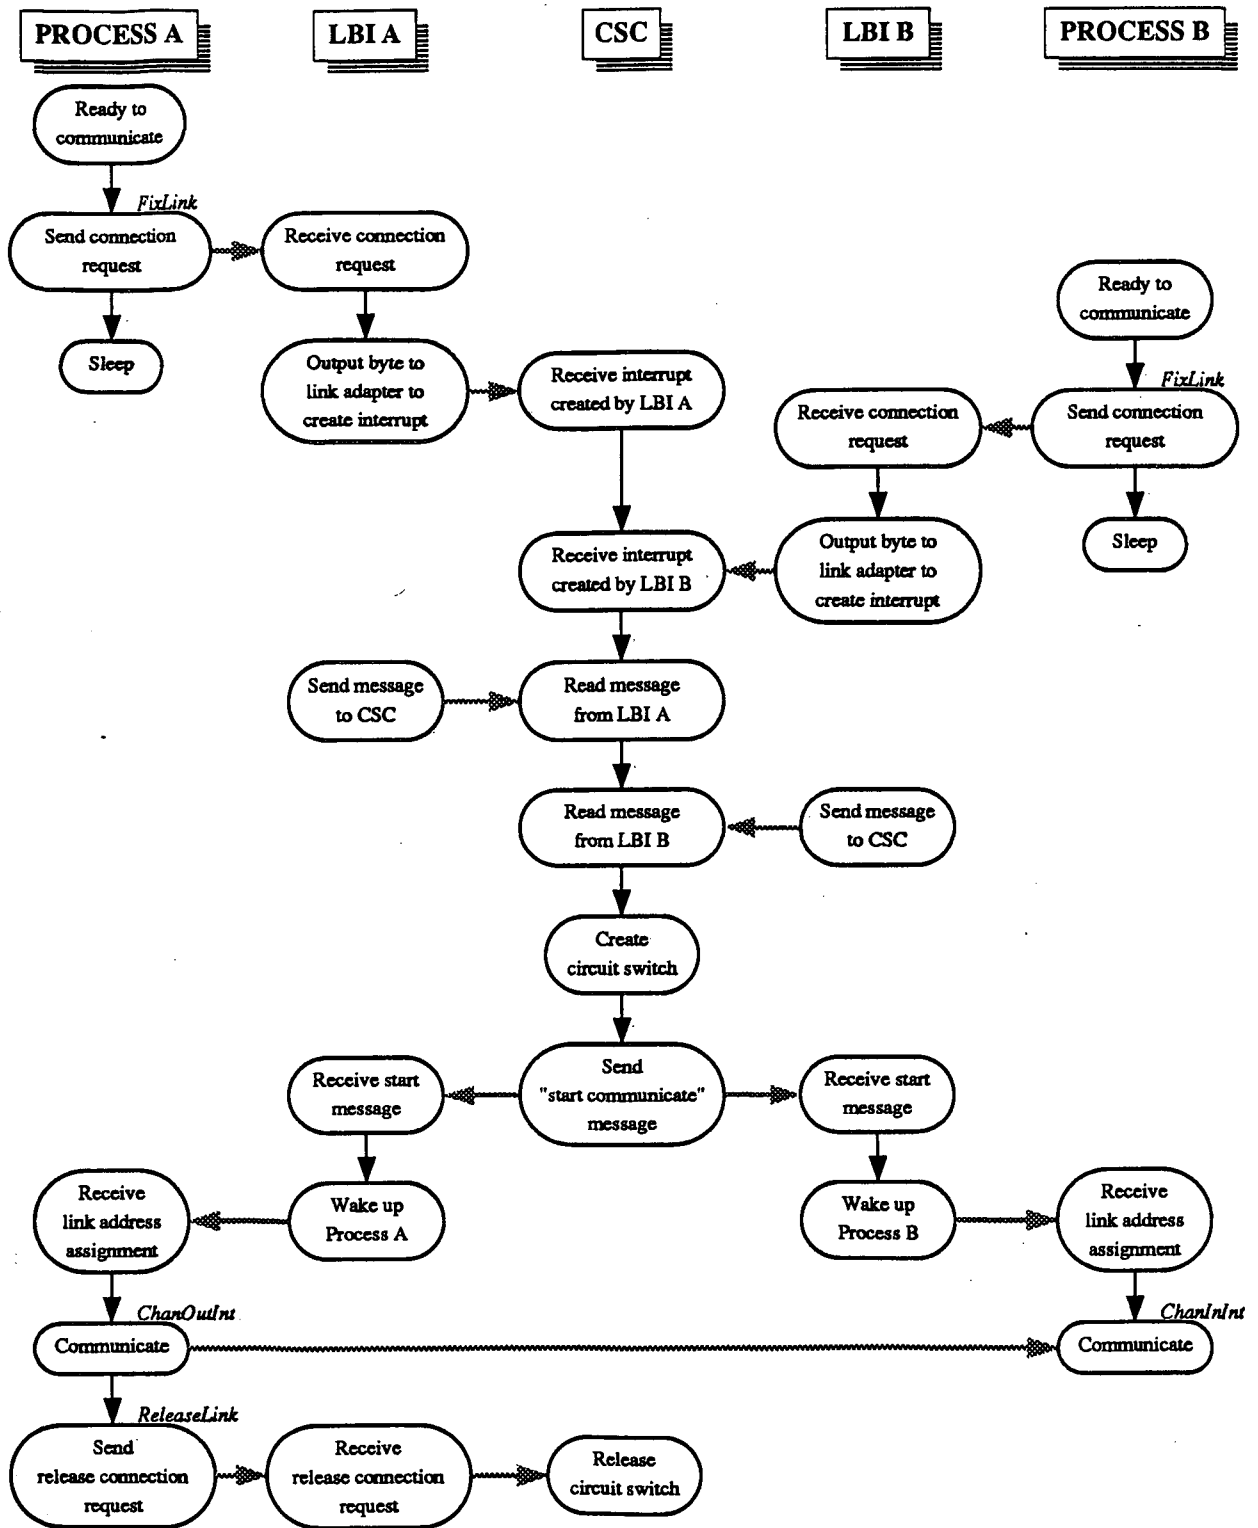 PROCESS A
LBI A
CSC
LBI B
PROCESS B
Ready to
communicate
FixLink
Send connection
request
Receive connection
request
Ready to
communicate
Sleep
Output byte to
link adapter to
create interrupt
Receive interrupt
created by LBI A
FixLink
Receive connection
request
Send connection
request
Receive interrupt
created by LBI B
Output byte to
link adapter to
create interrupt
Sleep
Send message
to CSC
Read message
from LBI A
Read message
from LBI B
Send message
to CSC
Create
circuit switch
Receive start
message
Send
"start communicate"
message
Receive start
message
Receive
link address
assignment
Wake up
Process A
Wake up
Process B
Receive
link address
assignment
ChanOutInt
ChanInInt
Communicate
Communicate
ReleaseLink
Send
release connection
request
Receive
release connection
request
Release
circuit switch